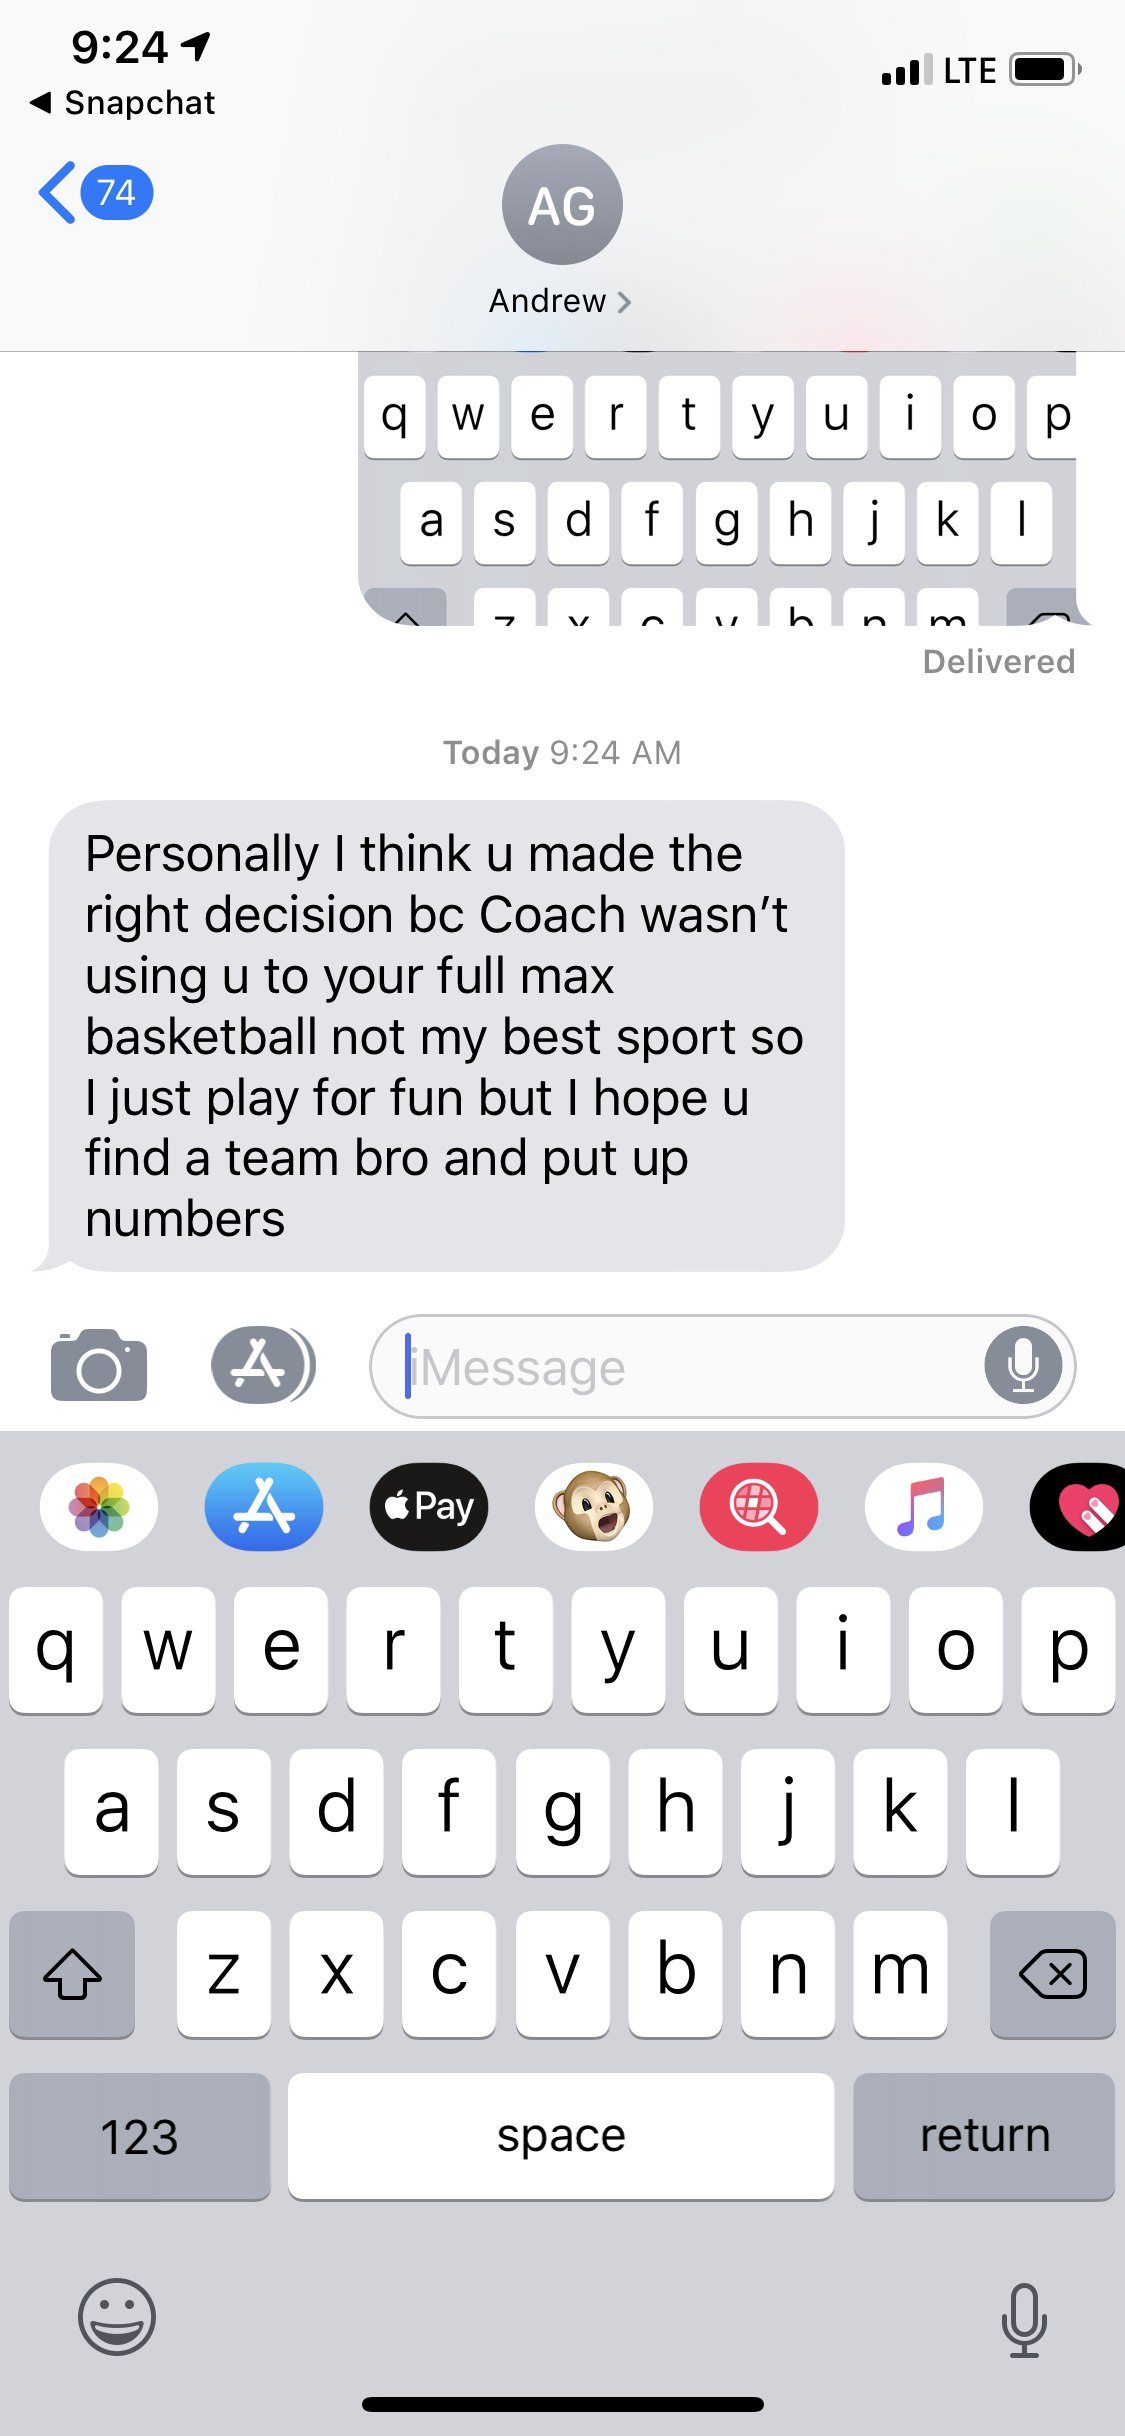 9:24
Snapchat
LTE
74
AG
Andrew
q w e r t y u i o p
a s d f g h j k l
z x c v b n m
Delivered
Today 9:24 AM
Personally I think u made the
right decision bc Coach wasn’t
using u to your full max
basketball not my best sport so
I just play for fun but I hope u
find a team bro and put up
numbers
iMessage
Pay
q w e r t y u i o p
a s d f g h j k l
z x c v b n m
123 space return